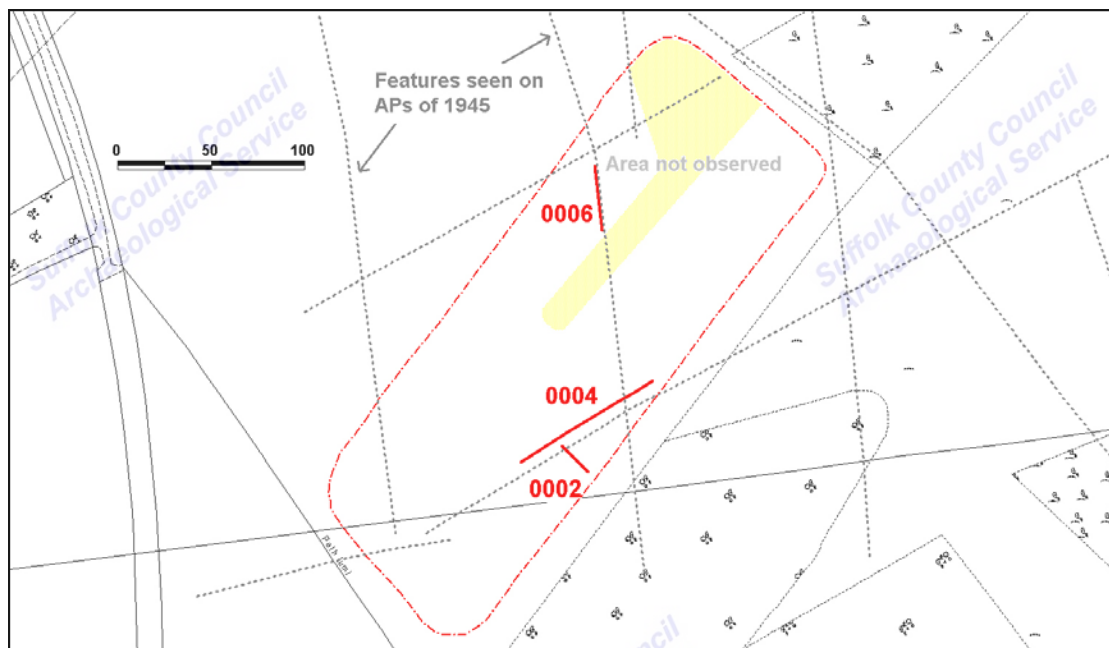 Features seen on
APs of 1945
0 50 100
Area not observed
0006
0004
0002
path (um)
Suffolk County Council
Archaeological Service
Suffolk County Council
Archaeological Service
Council